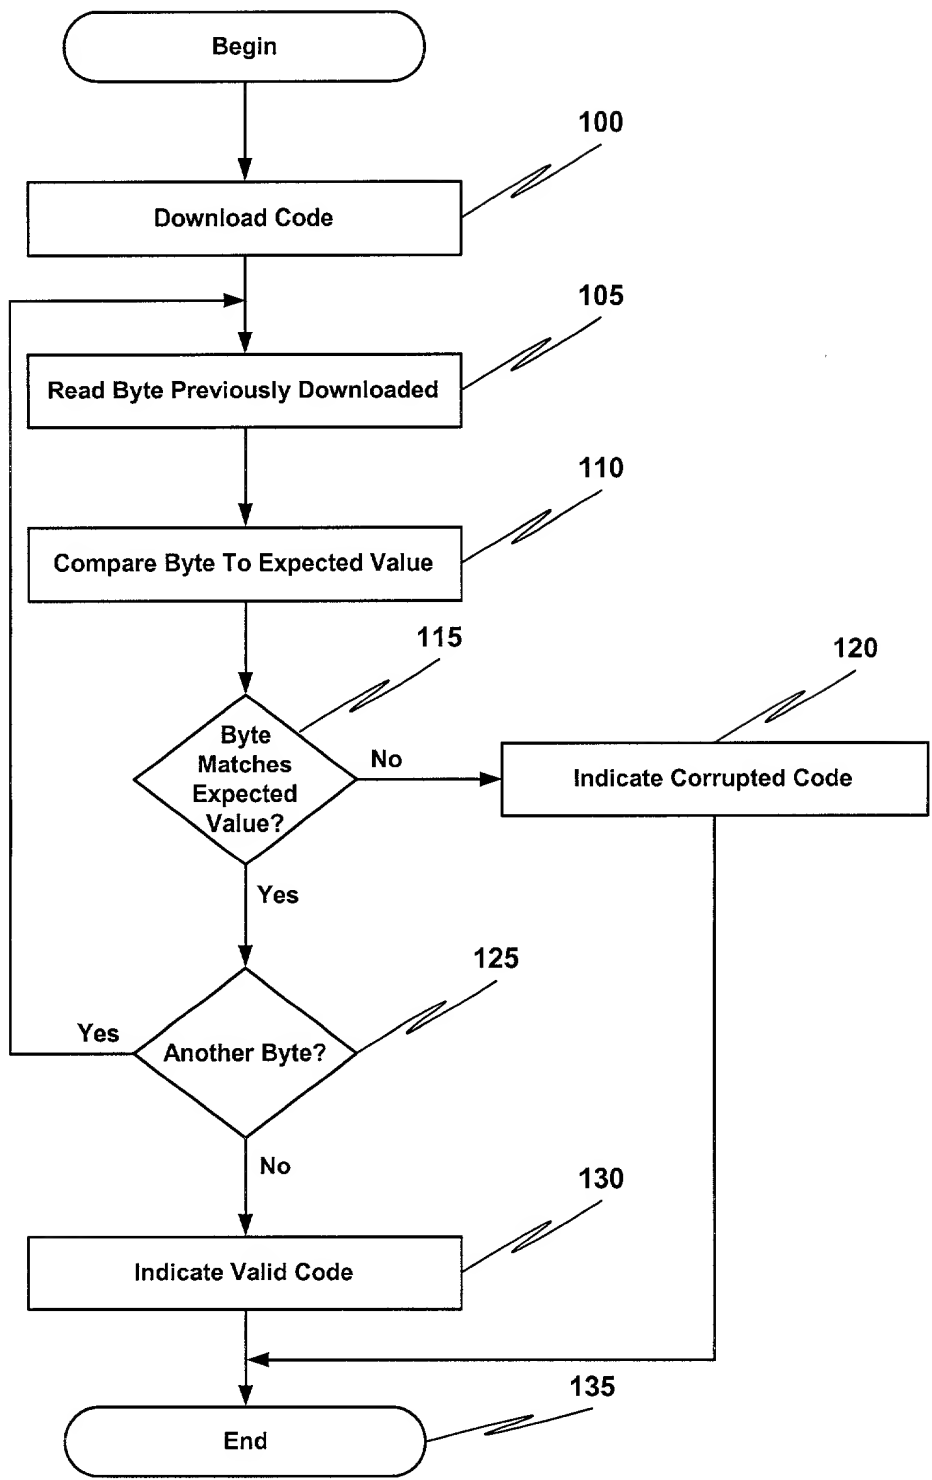 Begin
100
Download Code
105
Read Byte Previously Downloaded
110
Compare Byte To Expected Value
115
120
Byte
Matches
Expected
Value?
No
Indicate Corrupted Code
Yes
125
Yes
Another Byte?
No
130
Indicate Valid Code
135
End